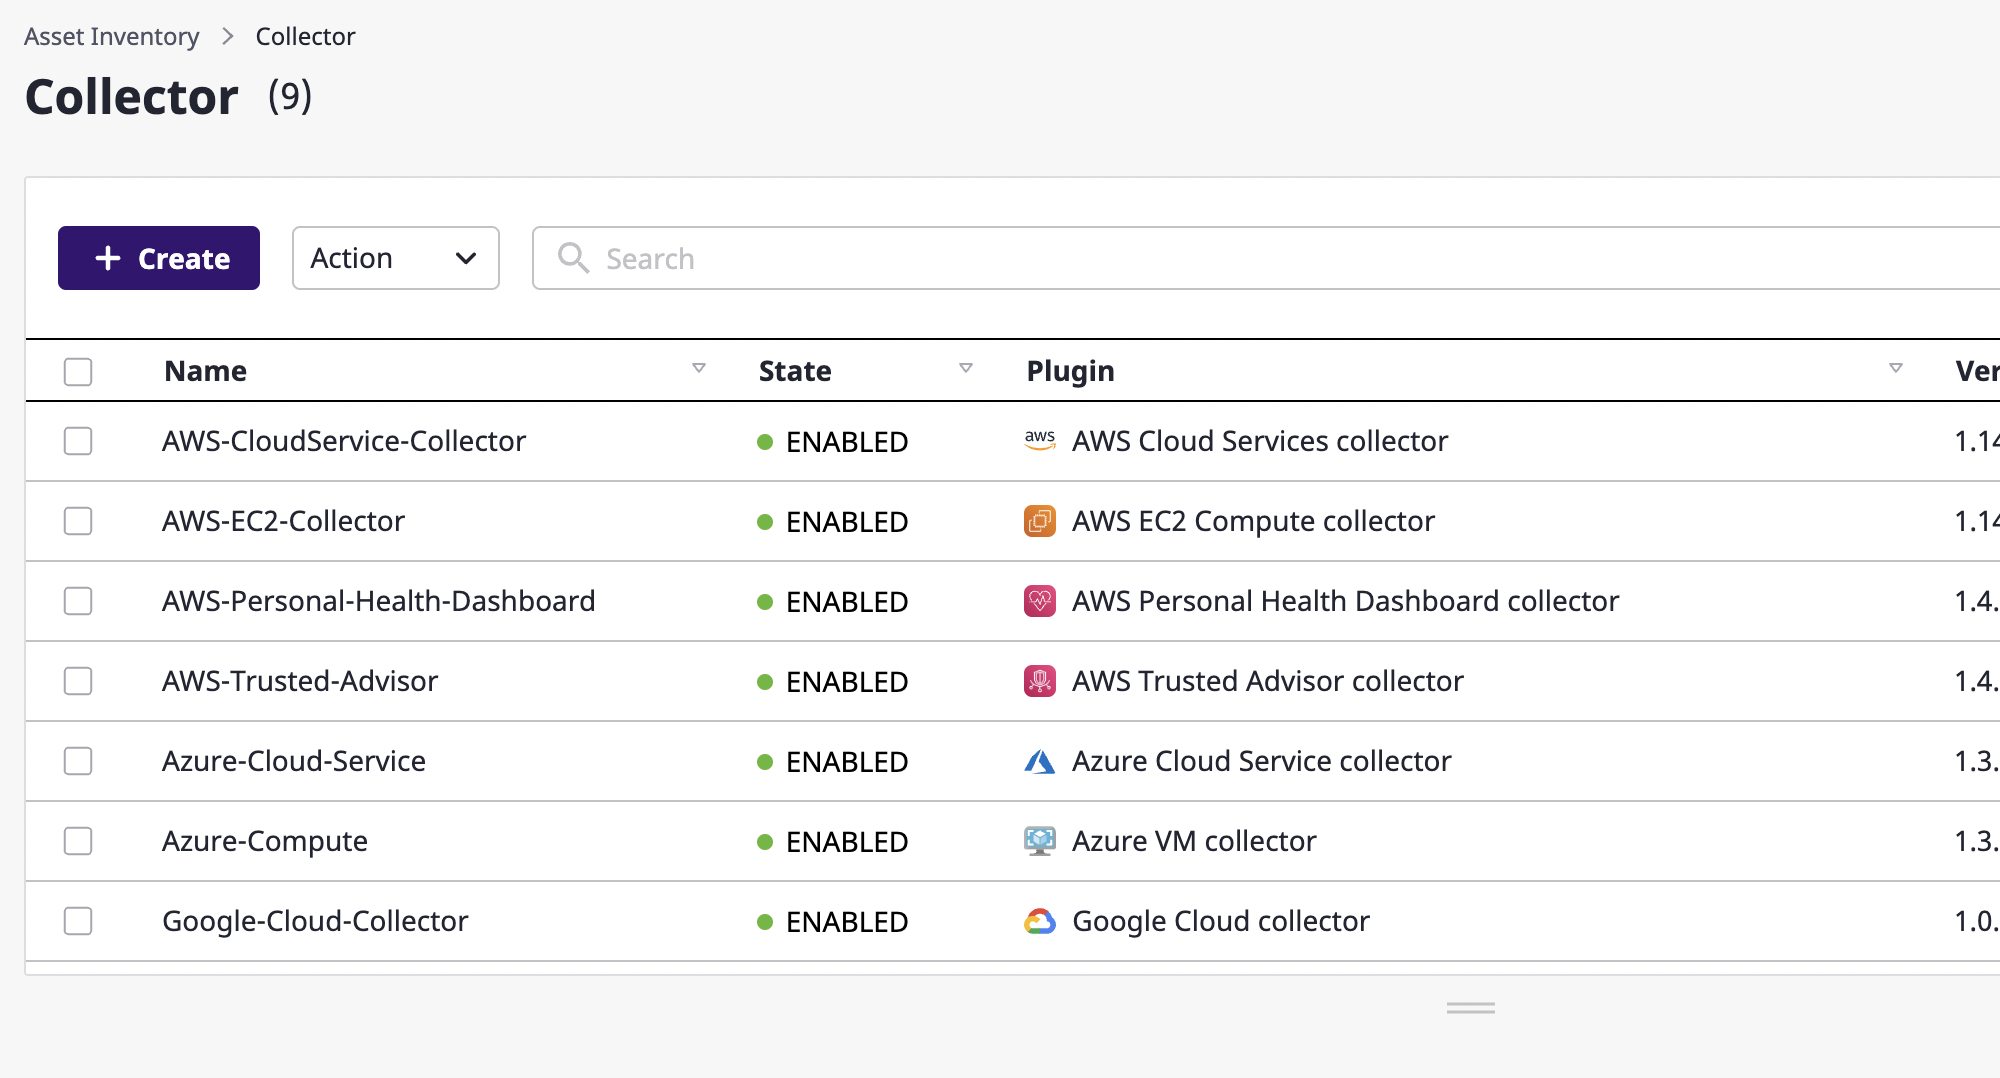 Asset Inventory > Collector
Collector (9)
+ Create Action Search
Name State Plugin Ver
AWS-CloudService-Collector ENABLED aws AWS Cloud Services collector 1.14
AWS-EC2-Collector ENABLED AWS EC2 Compute collector 1.14
AWS-Personal-Health-Dashboard ENABLED AWS Personal Health Dashboard collector 1.4.
AWS-Trusted-Advisor ENABLED AWS Trusted Advisor collector 1.4.
Azure-Cloud-Service ENABLED Azure Cloud Service collector 1.3.
Azure-Compute ENABLED Azure VM collector 1.3.
Google-Cloud-Collector ENABLED Google Cloud collector 1.0.